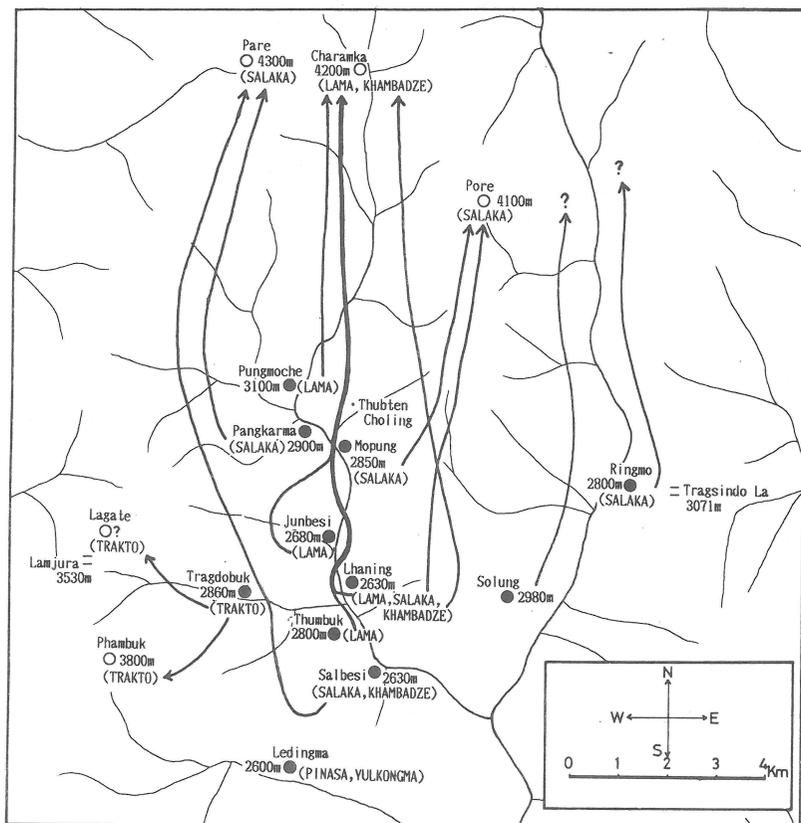 Pare
4300m
(SALAKA)
Charamka
4200m
(LAMA, KHAMBADZE)
?
?
Pore
4100m
(SALAKA)
Pungmoche
3100m (LAMA)
Thubten
Choling
Pangkarma
(SALAKA) 2900m
Mopung
2850m
(SALAKA)
Ringmo
2800m
(SALAKA)
Tragsindo La
3071m
Lagate
?
(TRAKTO)
Lamjura
3530m
Junbesi
2680m
(LAMA)
Tragdobuk
2860m
(TRAKTO)
Lhaning
2630m
(LAMA, SALAKA,
KHAMBADZE)
Solung
2980m
Thumbuk
2800m (LAMA)
Phambuk
3800m
(TRAKTO)
Salbesi
2630m
(SALAKA, KHAMBADZE)
Ledingma
2600m (PINASA, YULKONGMA)
N
W E
S
0 1 2 3 4
Km